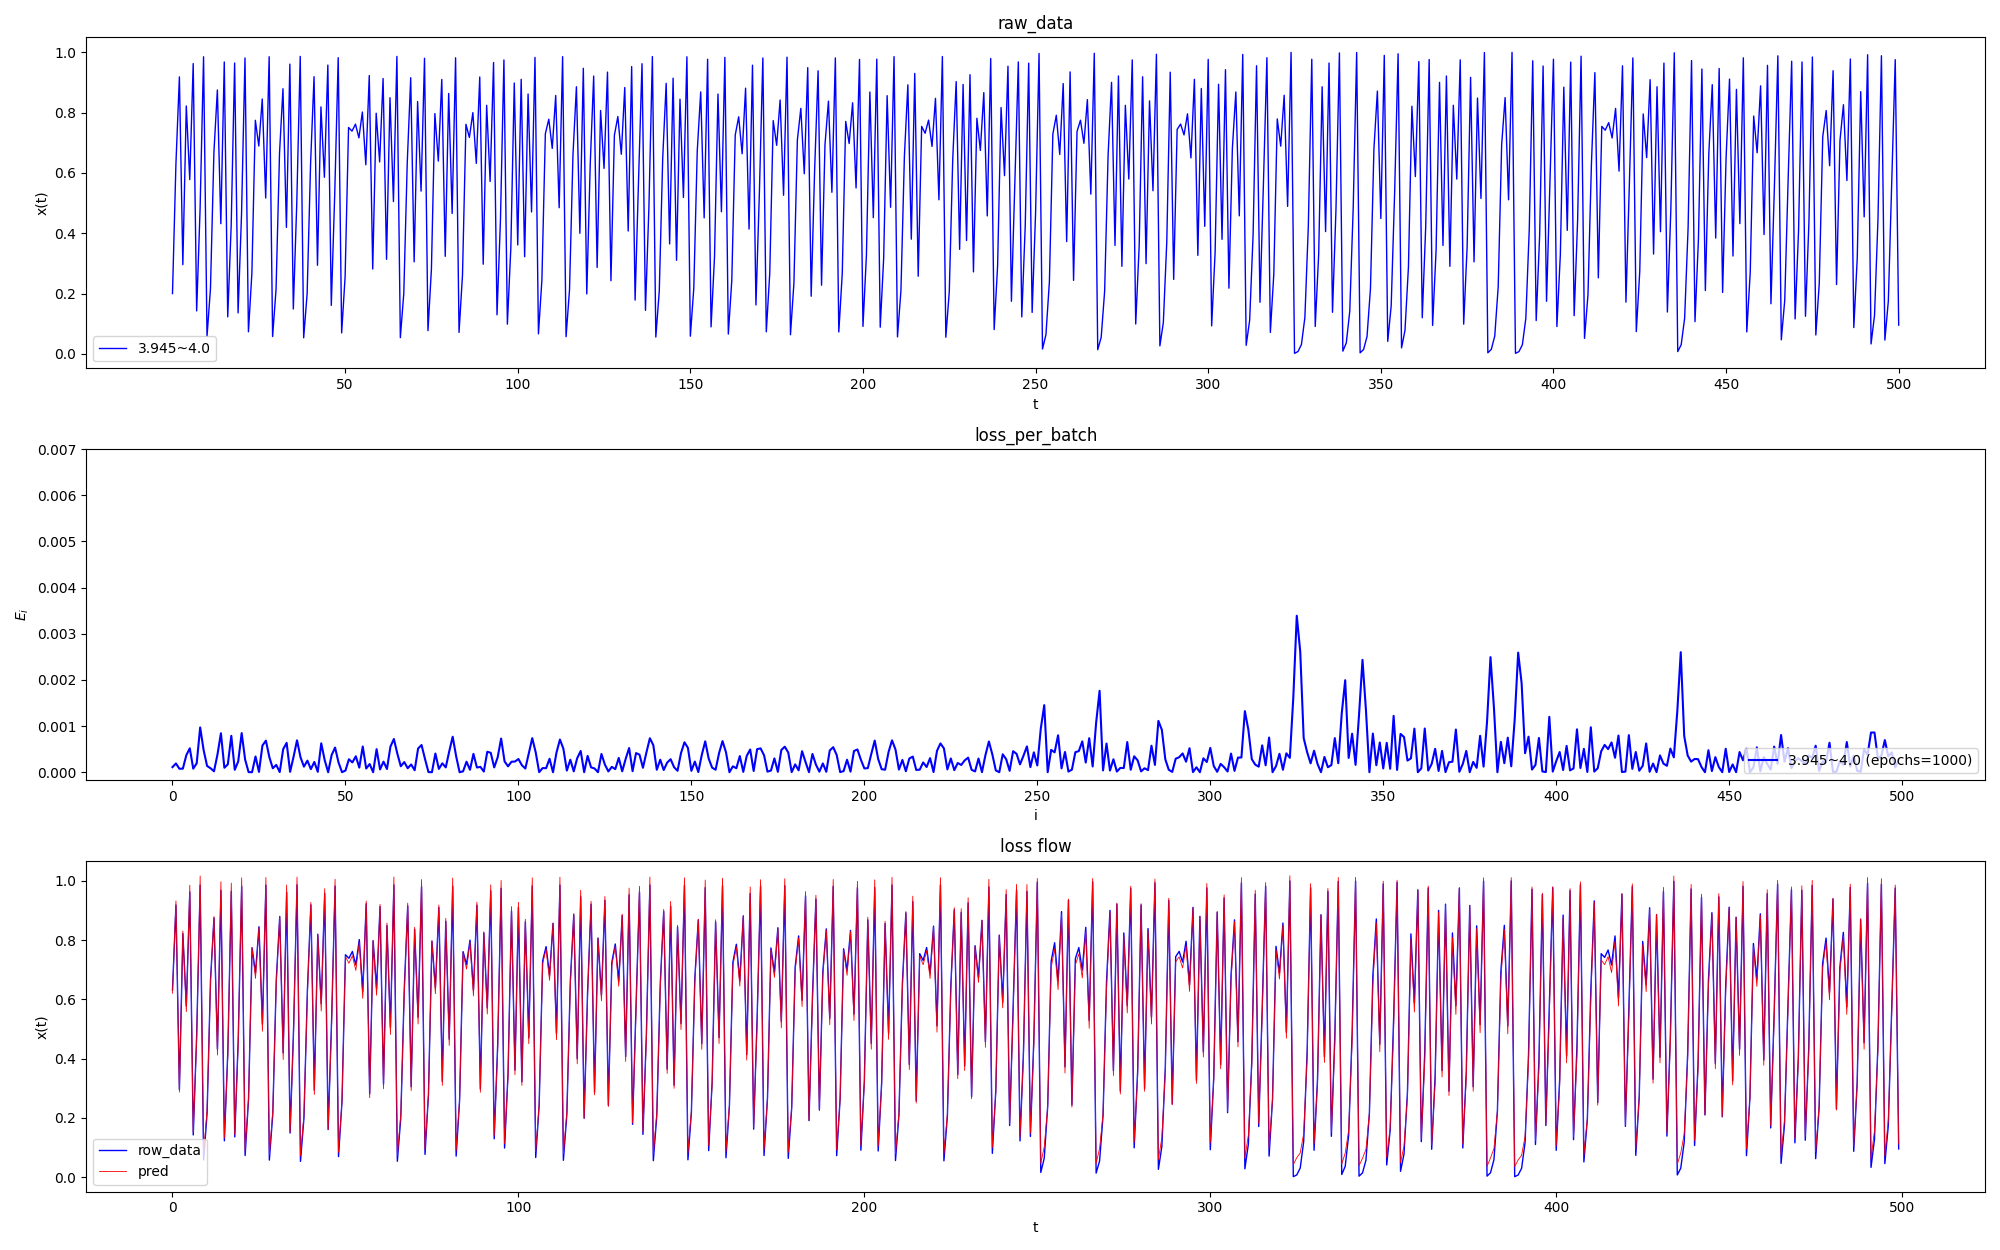 raw_data
1.0
0.8
0.6
0.4
0.2
0.0
x(t)
3.945~4.0
50 100 150 200 250 300 350 400 450 500
t
loss_per_batch
0.007
0.006
0.005
0.004
0.003
0.002
0.001
0.000
E_i
3.945~4.0 (epochs=1000)
0 50 100 150 200 250 300 350 400 450 500
i
loss flow
1.0
0.8
0.6
0.4
0.2
0.0
x(t)
row_data
pred
0 100 200 300 400 500
t